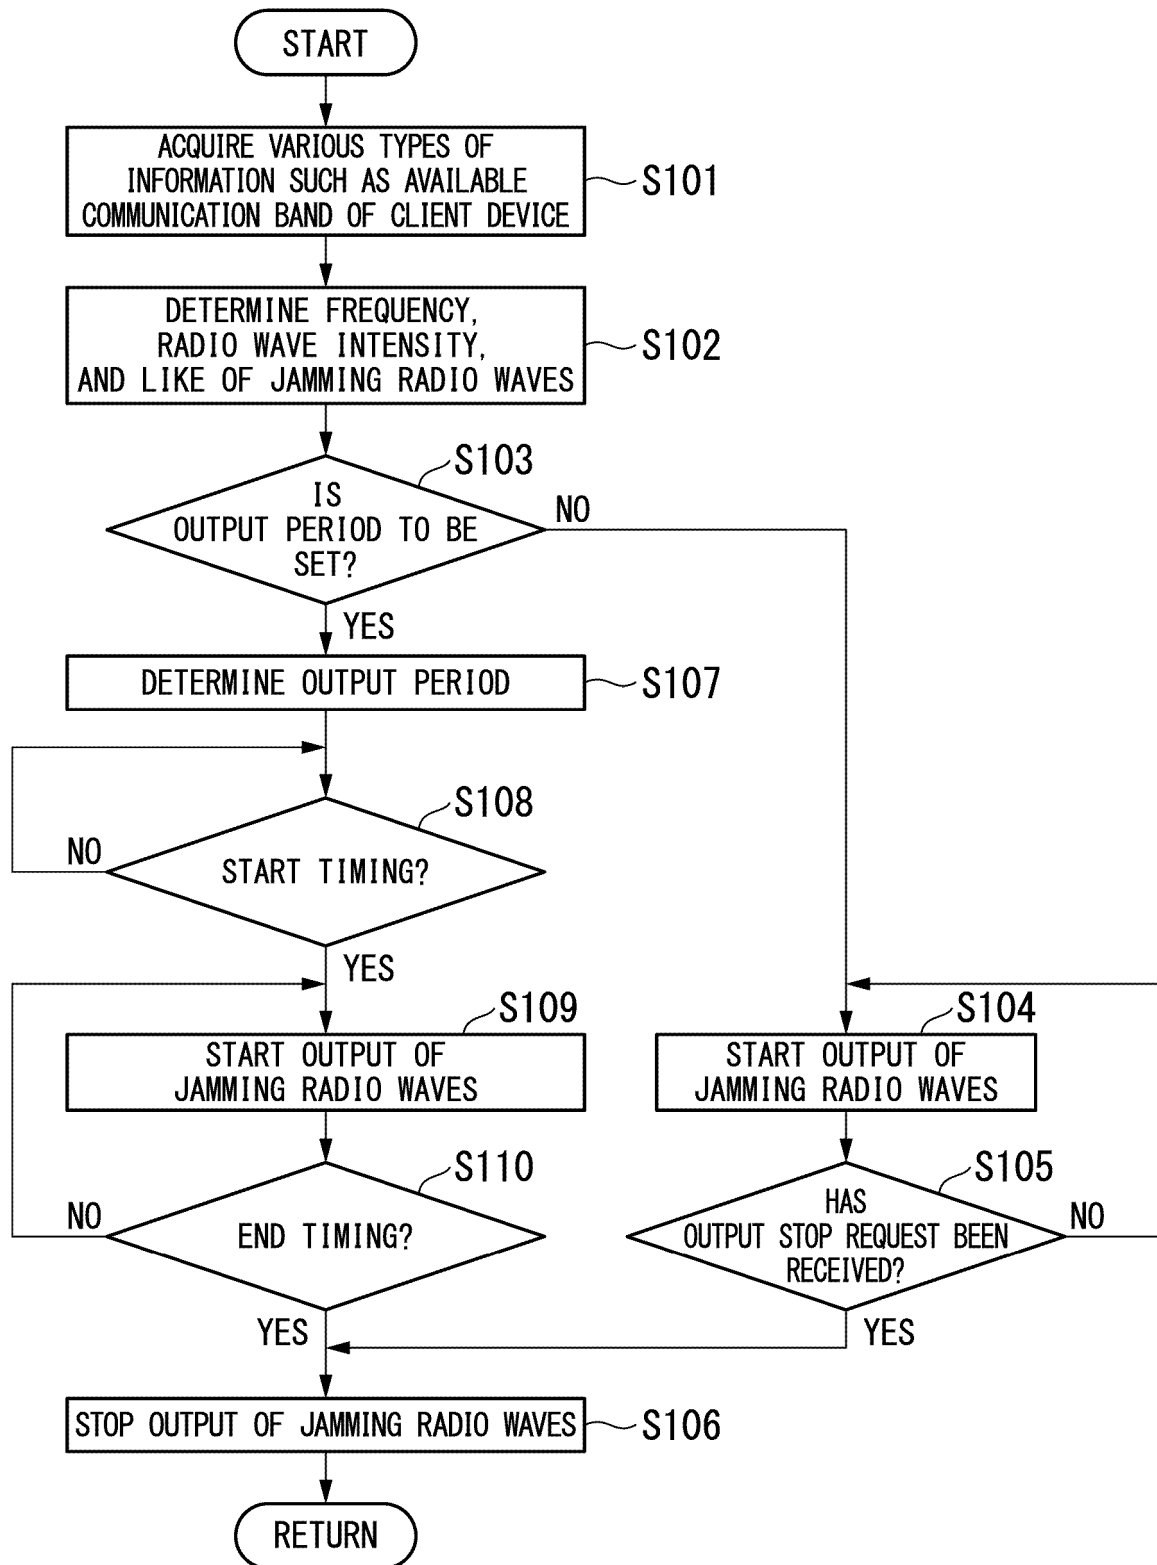 START
ACQUIRE VARIOUS TYPES OF
INFORMATION SUCH AS AVAILABLE
COMMUNICATION BAND OF CLIENT DEVICE
S101
DETERMINE FREQUENCY,
RADIO WAVE INTENSITY,
AND LIKE OF JAMMING RADIO WAVES
S102
S103
IS
OUTPUT PERIOD TO BE
SET?
NO
YES
DETERMINE OUTPUT PERIOD
S107
S108
START TIMING?
NO
YES
S109
START OUTPUT OF
JAMMING RADIO WAVES
S104
START OUTPUT OF
JAMMING RADIO WAVES
S110
END TIMING?
NO
YES
S105
HAS
OUTPUT STOP REQUEST BEEN
RECEIVED?
NO
YES
STOP OUTPUT OF JAMMING RADIO WAVES
S106
RETURN